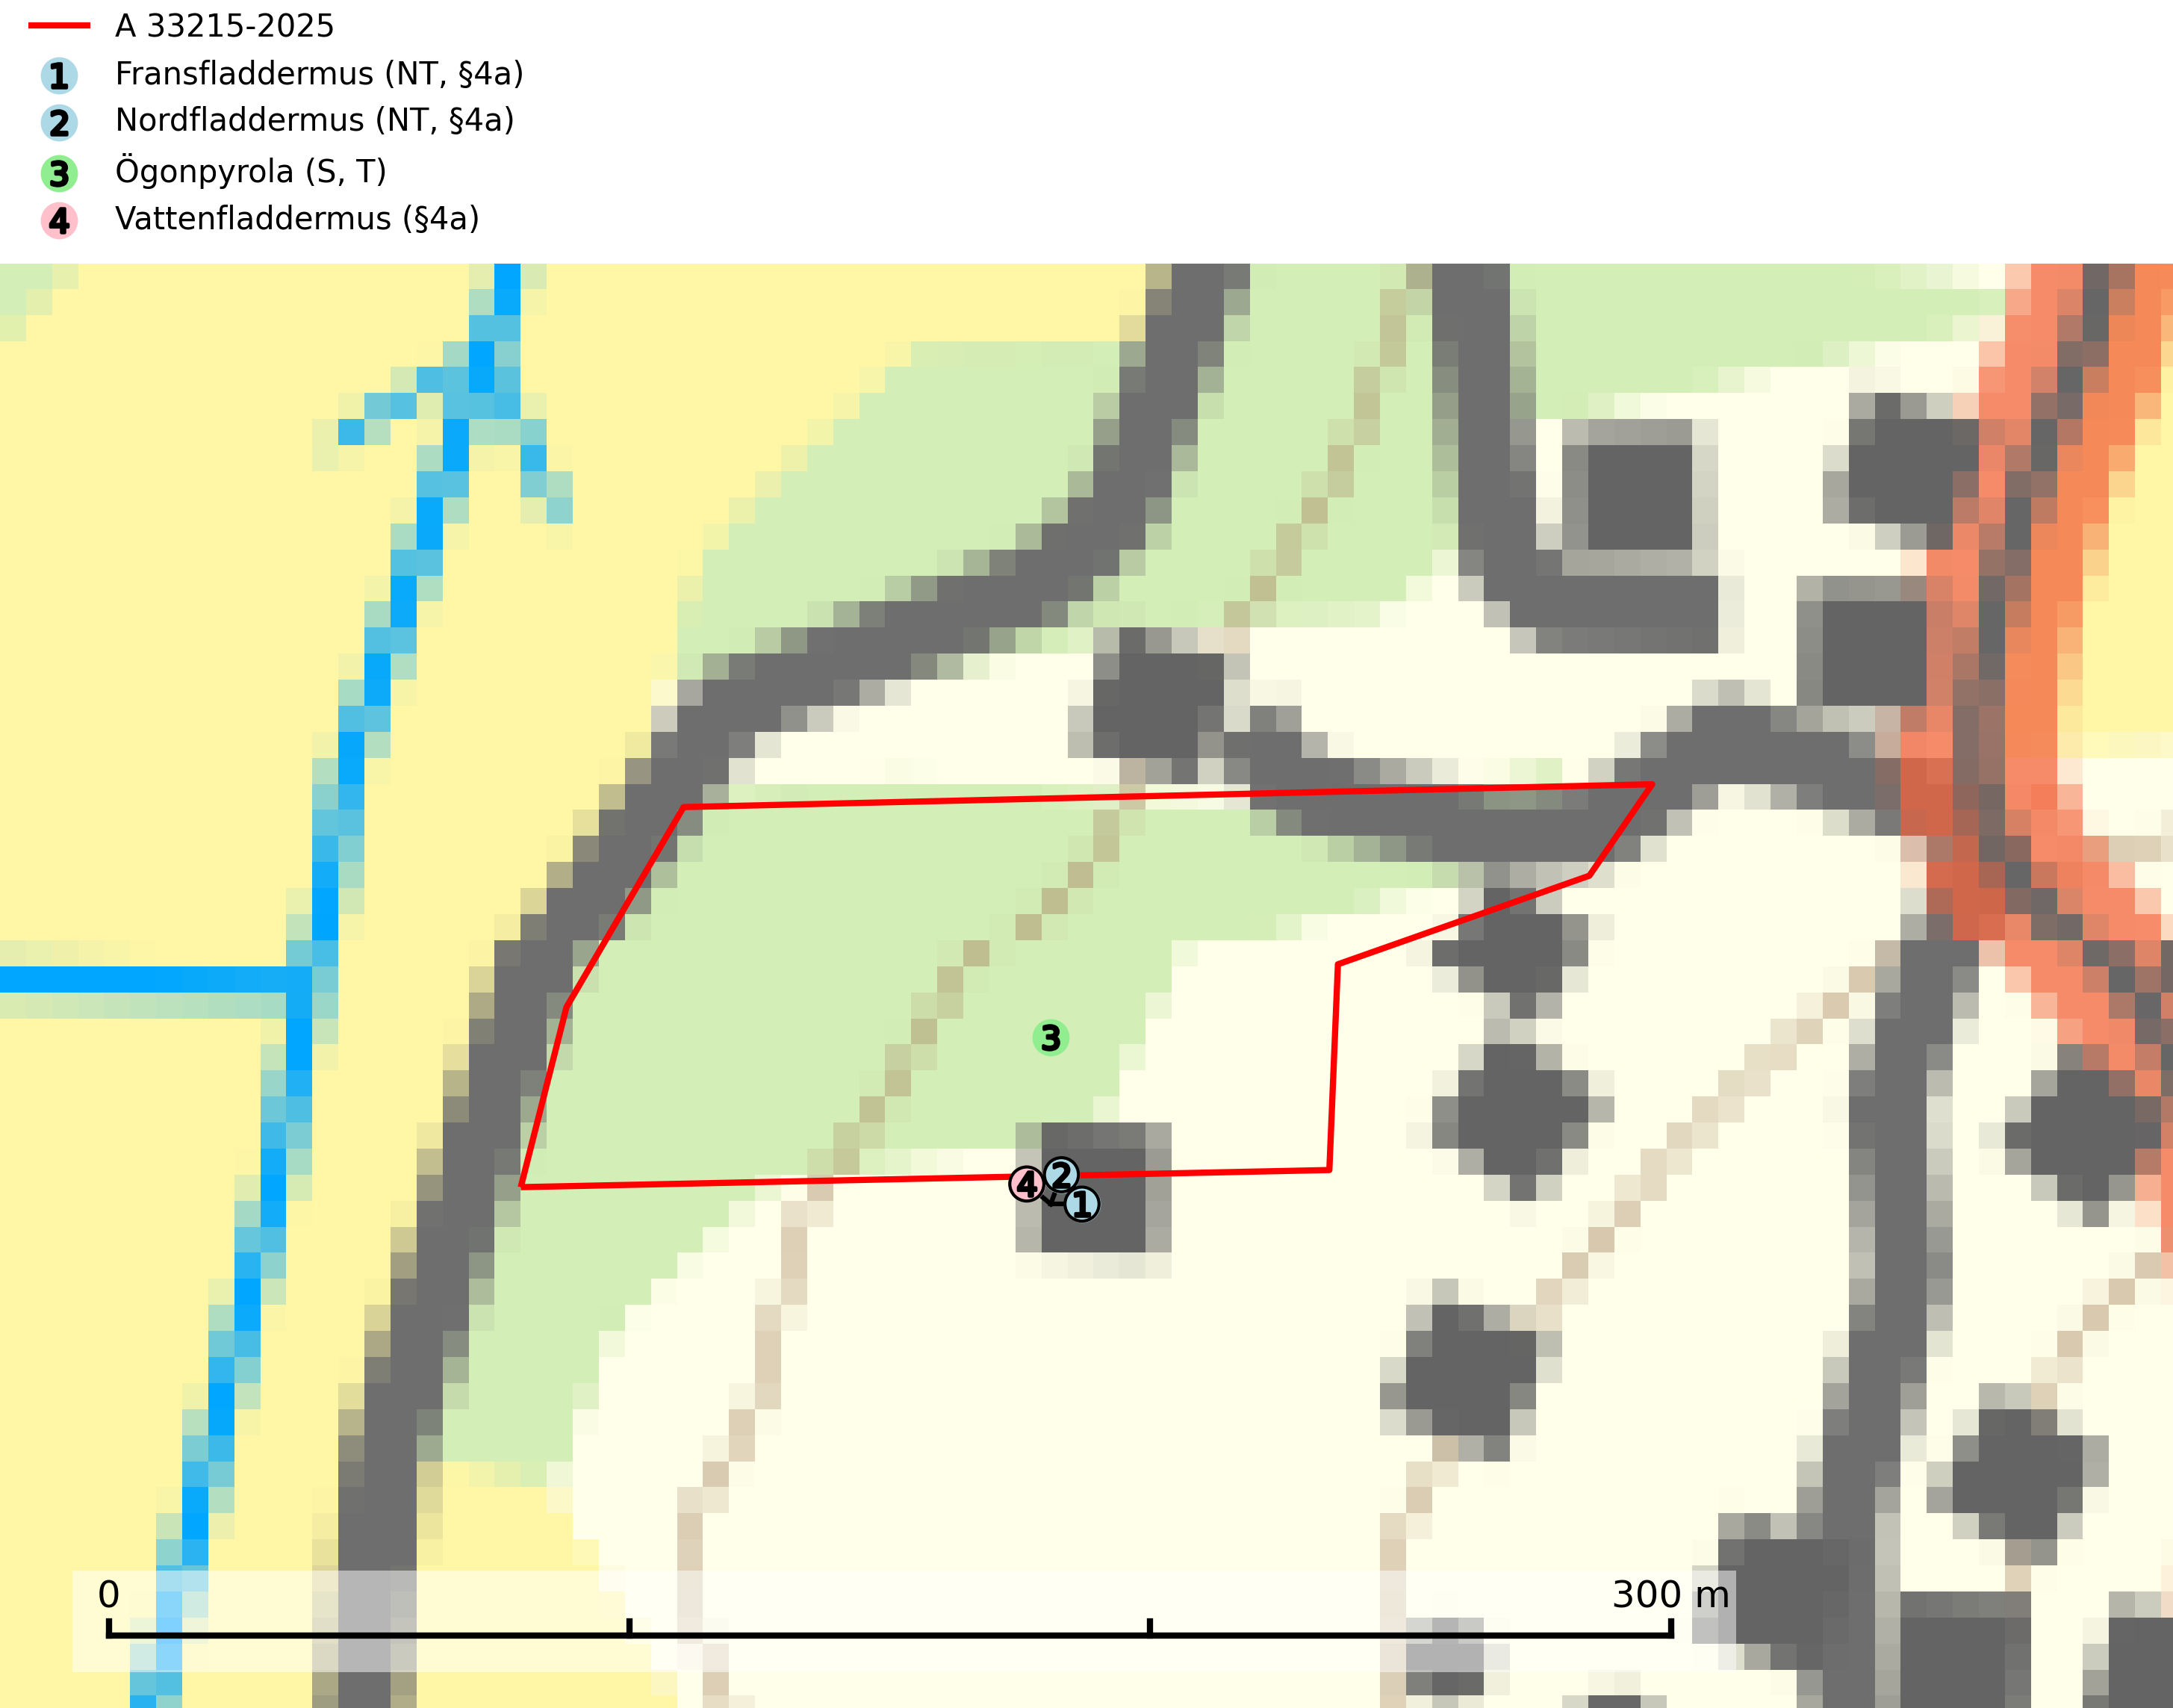 A 33215-2025
1 Fransfladdermus (NT, §4a)
2 Nordfladdermus (NT, §4a)
3 Ögonpyrola (S, T)
4 Vattenfladdermus (§4a)
3
4 2
1
0 300 m